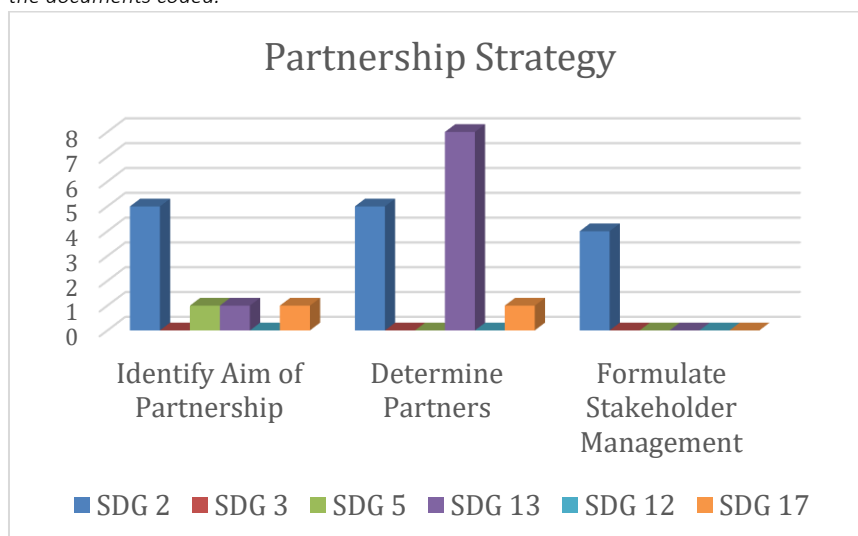 the documents coded.
Partnership Strategy
8
7
6
5
4
3
2
1
0
Identify Aim of
Partnership
Determine
Partners
Formulate
Stakeholder
Management
SDG 2 SDG 3 SDG 5 SDG 13 SDG 12 SDG 17